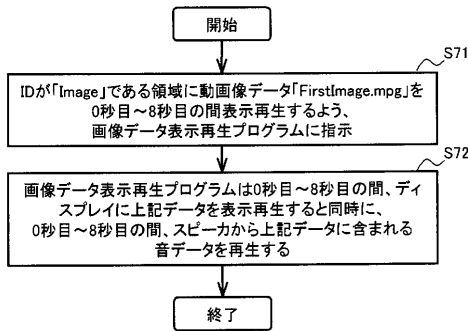 開始
S71
IDが「Image」である領域に動画像データ「FirstImage.mpg」を
0秒目～8秒目の間表示再生するよう、
画像データ表示再生プログラムに指示
S72
画像データ表示再生プログラムは0秒目～8秒目の間、ディ
スプレイに上記データを表示再生すると同時に、
0秒目～8秒目の間、スピーカから上記データに含まれる
音データを再生する
終了